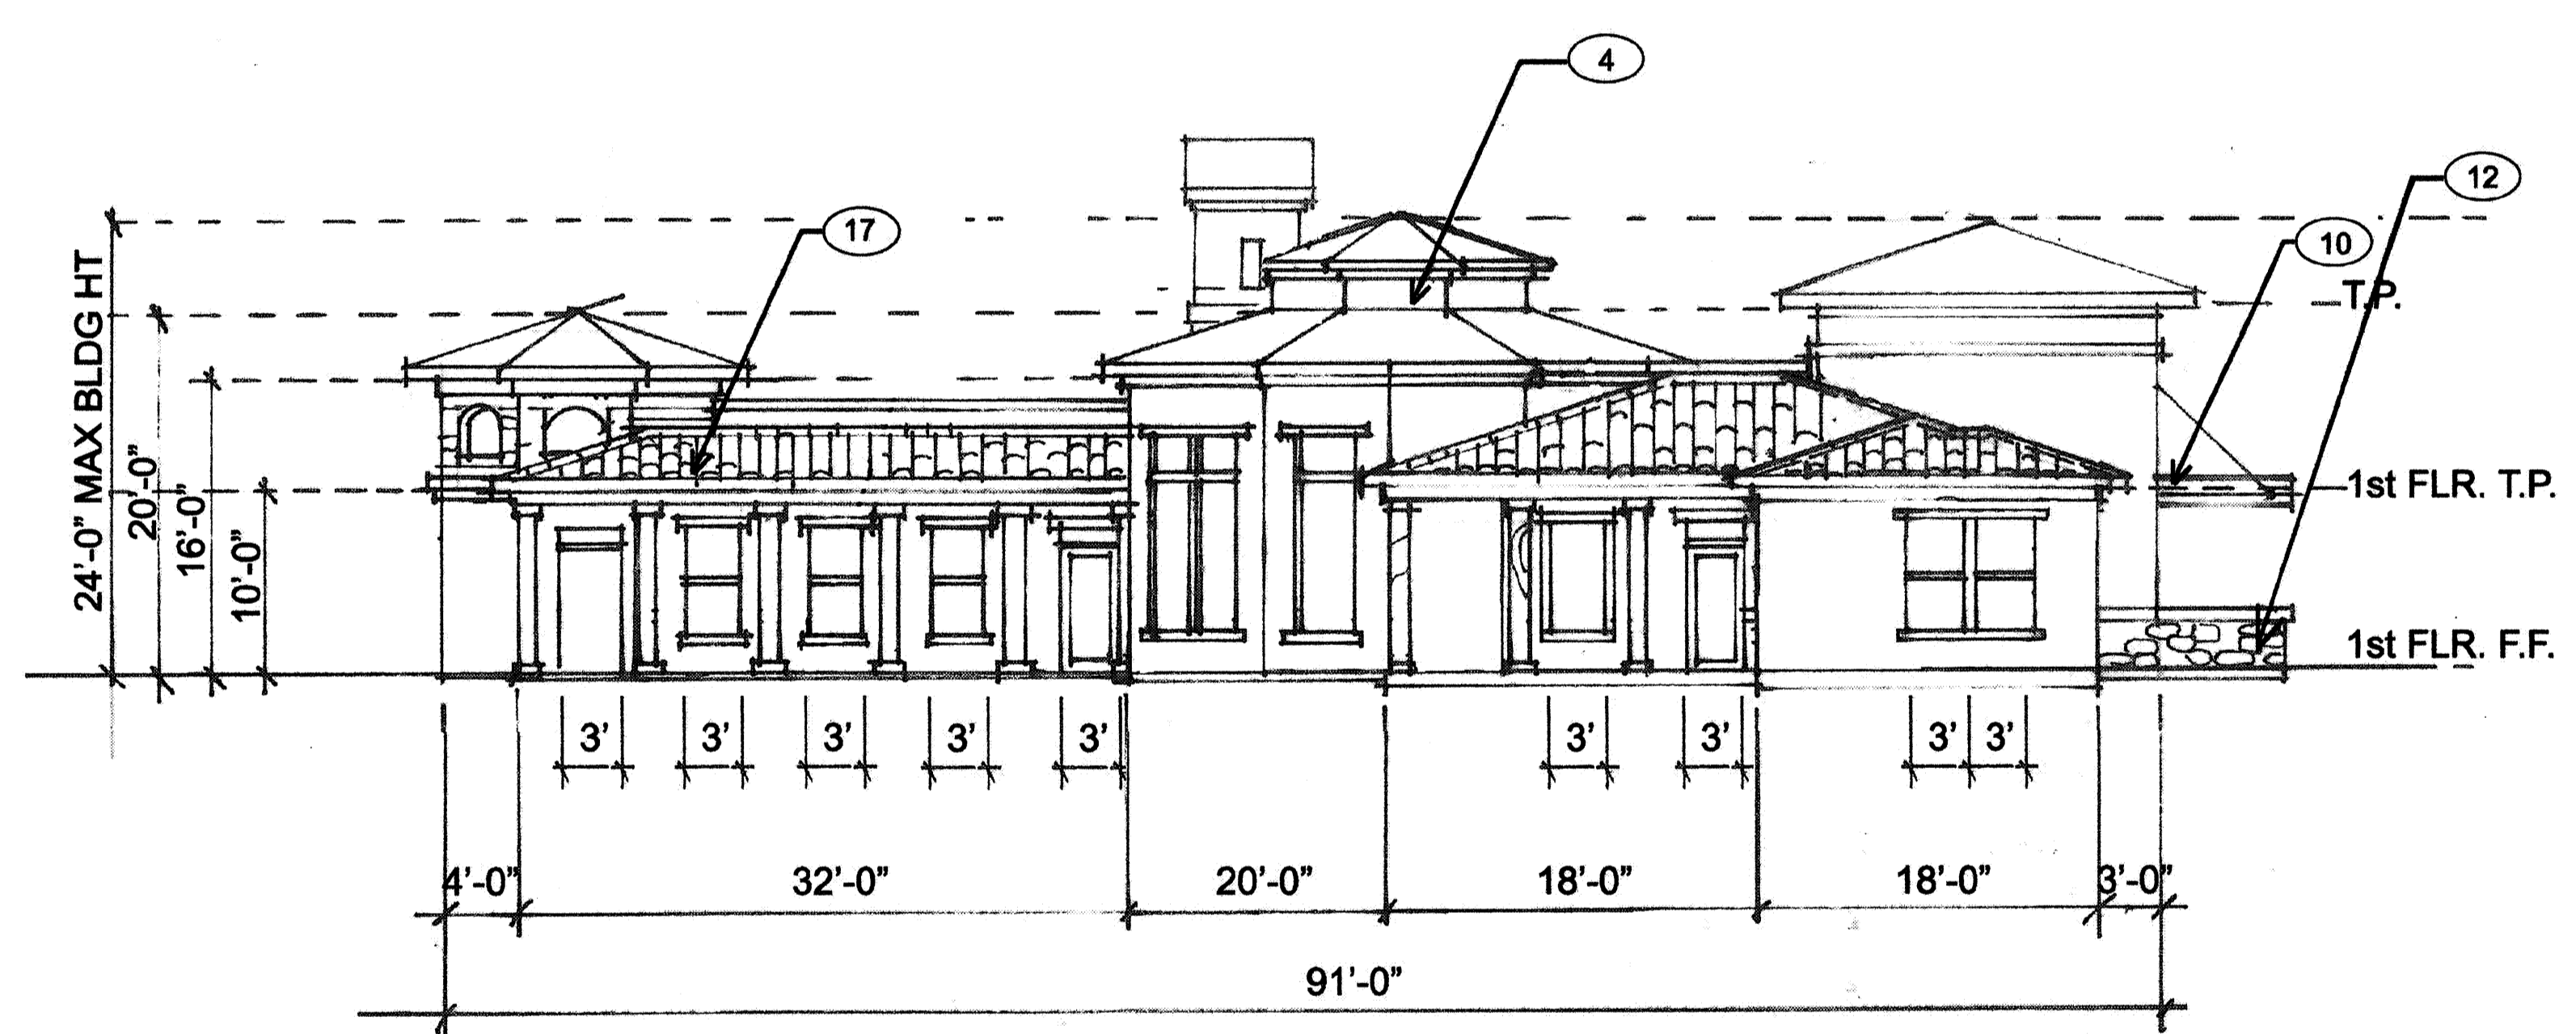 4
12
17
10
T.P.
24'-0" MAX BLDG HT
20'-0"
16'-0"
10'-0"
1st FLR. T.P.
1st FLR. F.F.
3' 3' 3' 3' 3' 3' 3' 3' 3'
4'-0" 32'-0" 20'-0" 18'-0" 18'-0" 3'-0"
91'-0"